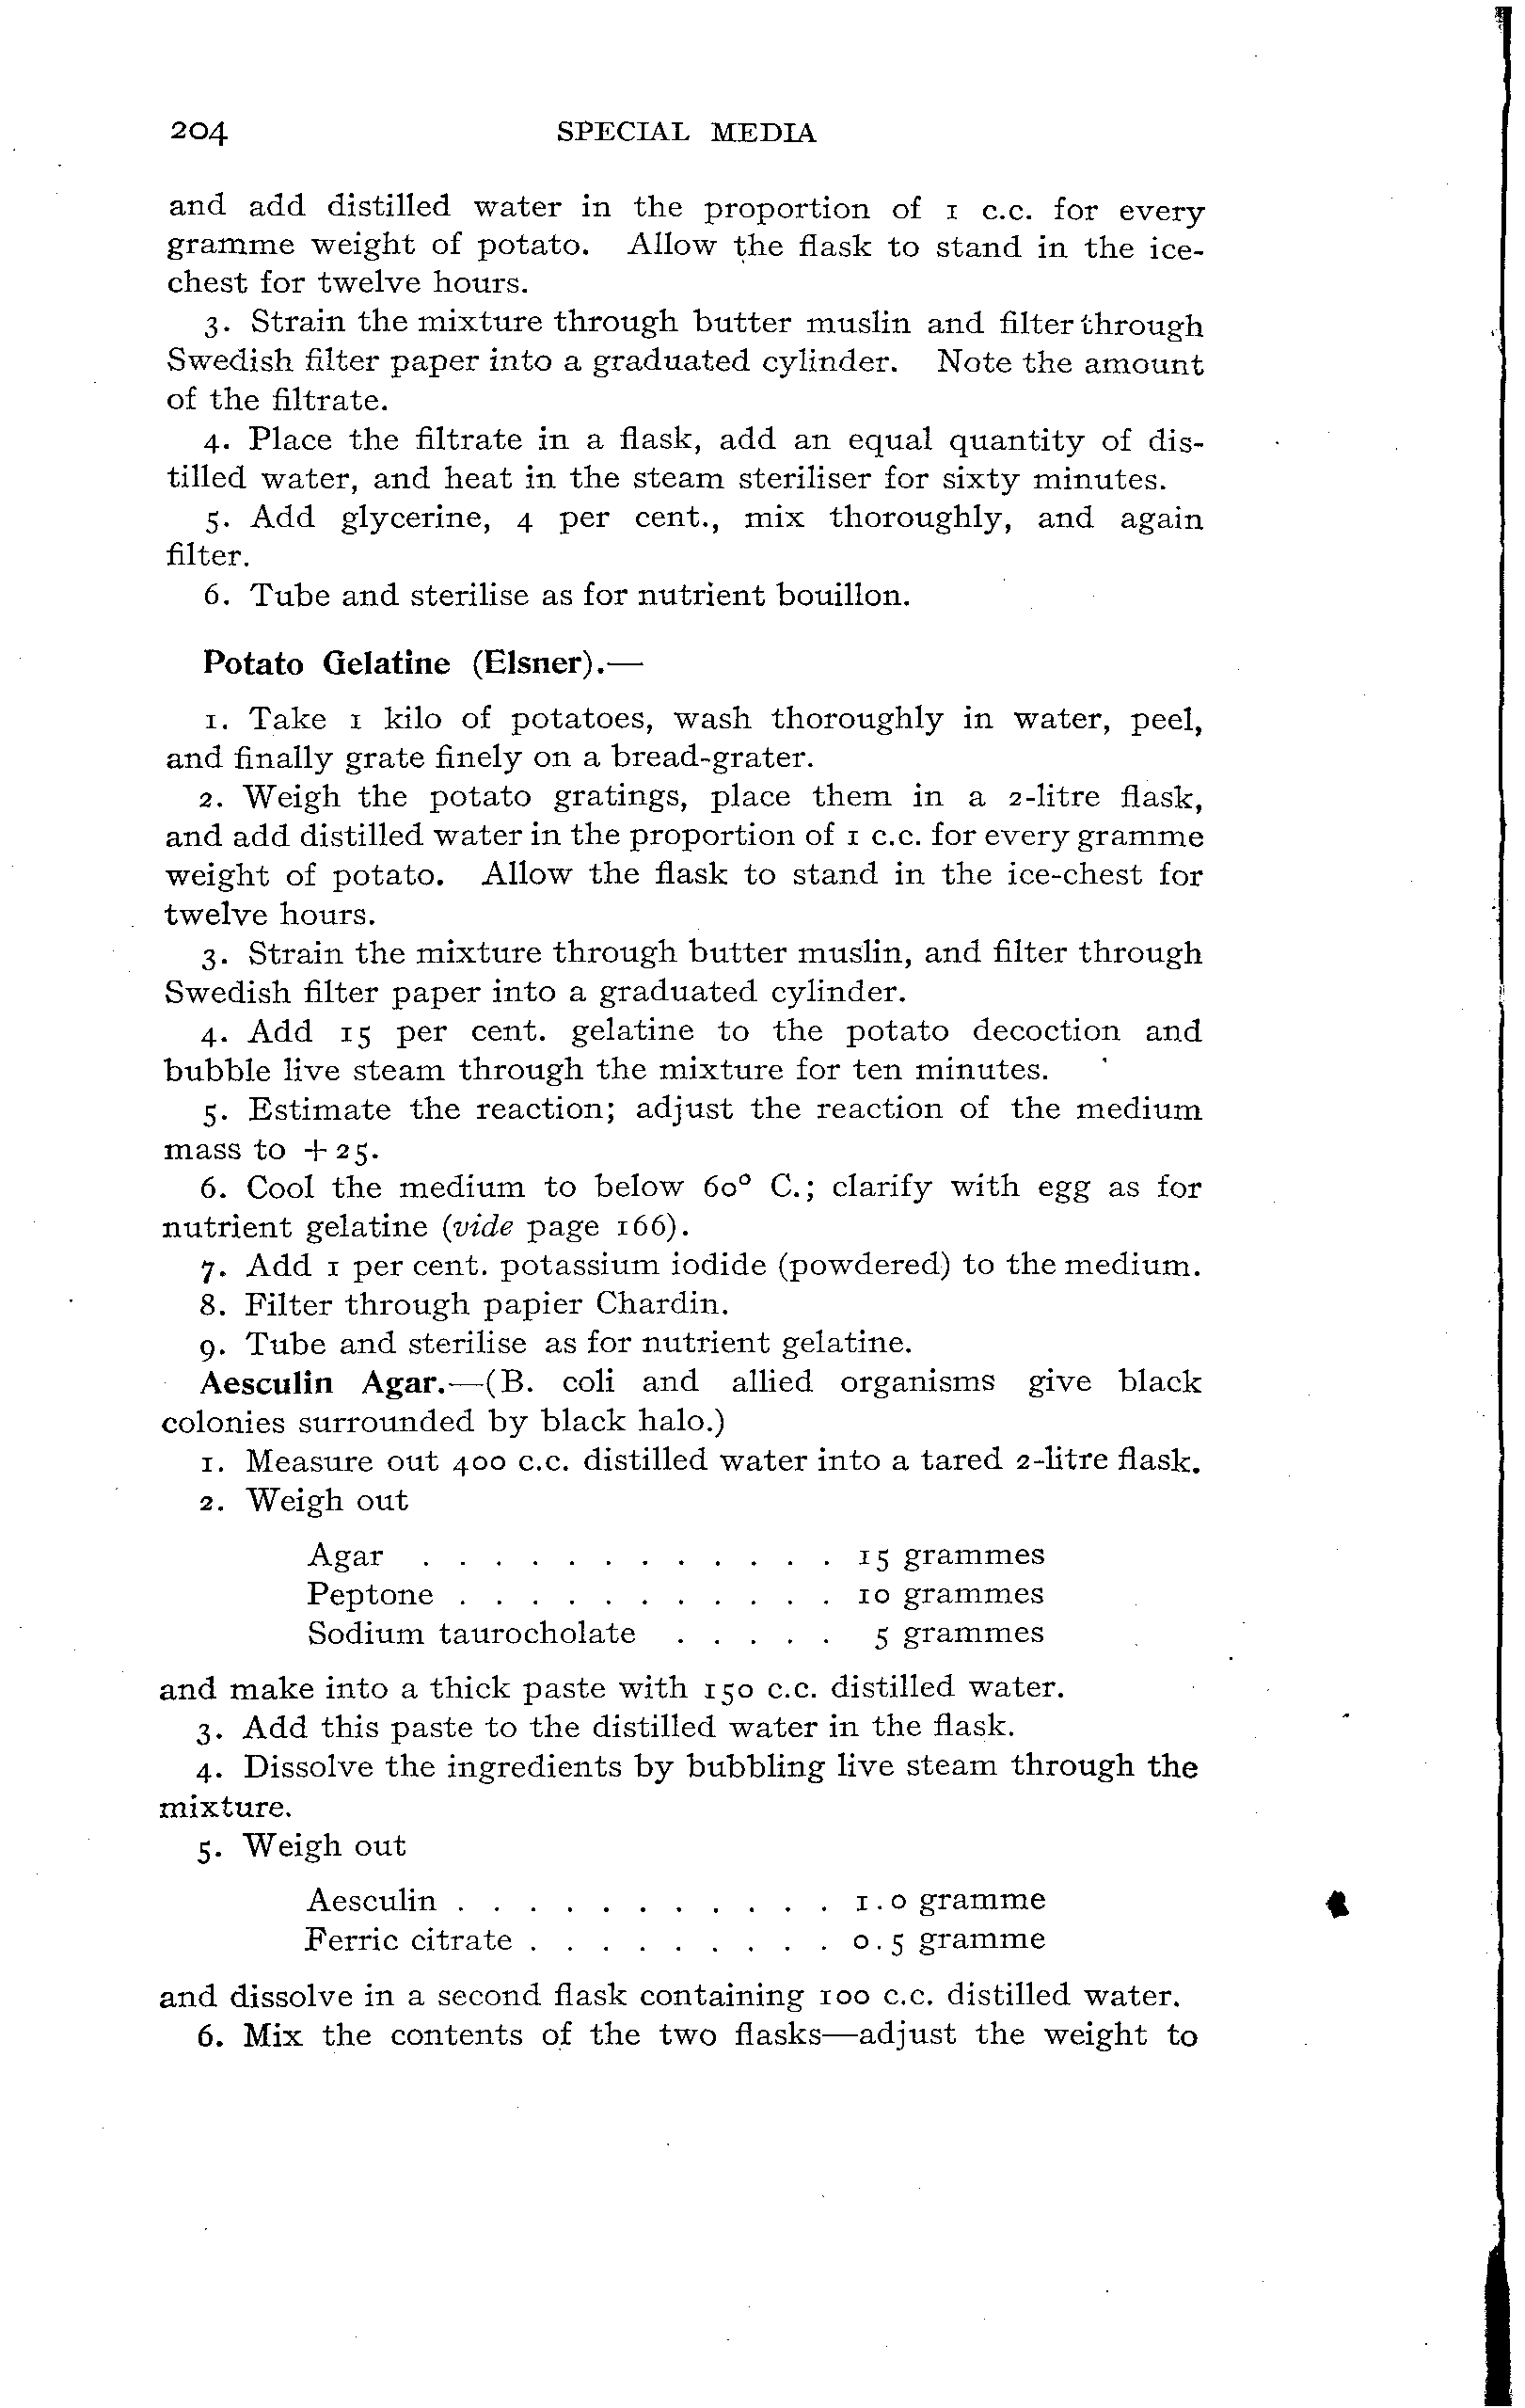 204 SPECIAL MEDIA
and add distilled water in the proportion of 1 c.c. for every
gramme weight of potato. Allow the flask to stand in the ice-
chest for twelve hours.
3. Strain the mixture through butter muslin and filter through
Swedish filter paper into a graduated cylinder. Note the amount
of the filtrate.
4. Place the filtrate in a flask, add an equal quantity of dis-
tilled water, and heat in the steam steriliser for sixty minutes.
5. Add glycerine, 4 per cent., mix thoroughly, and again
filter.
6. Tube and sterilise as for nutrient bouillon.
Potato Gelatine (Elsner).—
1. Take 1 kilo of potatoes, wash thoroughly in water, peel,
and finally grate finely on a bread-grater.
2. Weigh the potato gratings, place them in a 2-litre flask,
and add distilled water in the proportion of 1 c.c. for every gramme
weight of potato. Allow the flask to stand in the ice-chest for
twelve hours.
3. Strain the mixture through butter muslin, and filter through
Swedish filter paper into a graduated cylinder.
4. Add 15 per cent. gelatine to the potato decoction and
bubble live steam through the mixture for ten minutes.
5. Estimate the reaction; adjust the reaction of the medium
mass to +25.
6. Cool the medium to below 60° C.; clarify with egg as for
nutrient gelatine (vide page 166).
7. Add 1 per cent. potassium iodide (powdered) to the medium.
8. Filter through papier Chardin.
9. Tube and sterilise as for nutrient gelatine.
Aesculin Agar.—(B. coli and allied organisms give black
colonies surrounded by black halo.)
1. Measure out 400 c.c. distilled water into a tared 2-litre flask.
2. Weigh out
Agar . . . . . . . . . . . . 15 grammes
Peptone . . . . . . . . . . . 10 grammes
Sodium taurocholate . . . . . 5 grammes
and make into a thick paste with 150 c.c. distilled water.
3. Add this paste to the distilled water in the flask.
4. Dissolve the ingredients by bubbling live steam through the
mixture.
5. Weigh out
Aesculin . . . . . . . . . . . 1.0 gramme
Ferric citrate . . . . . . . . . 0.5 gramme
and dissolve in a second flask containing 100 c.c. distilled water.
6. Mix the contents of the two flasks—adjust the weight to